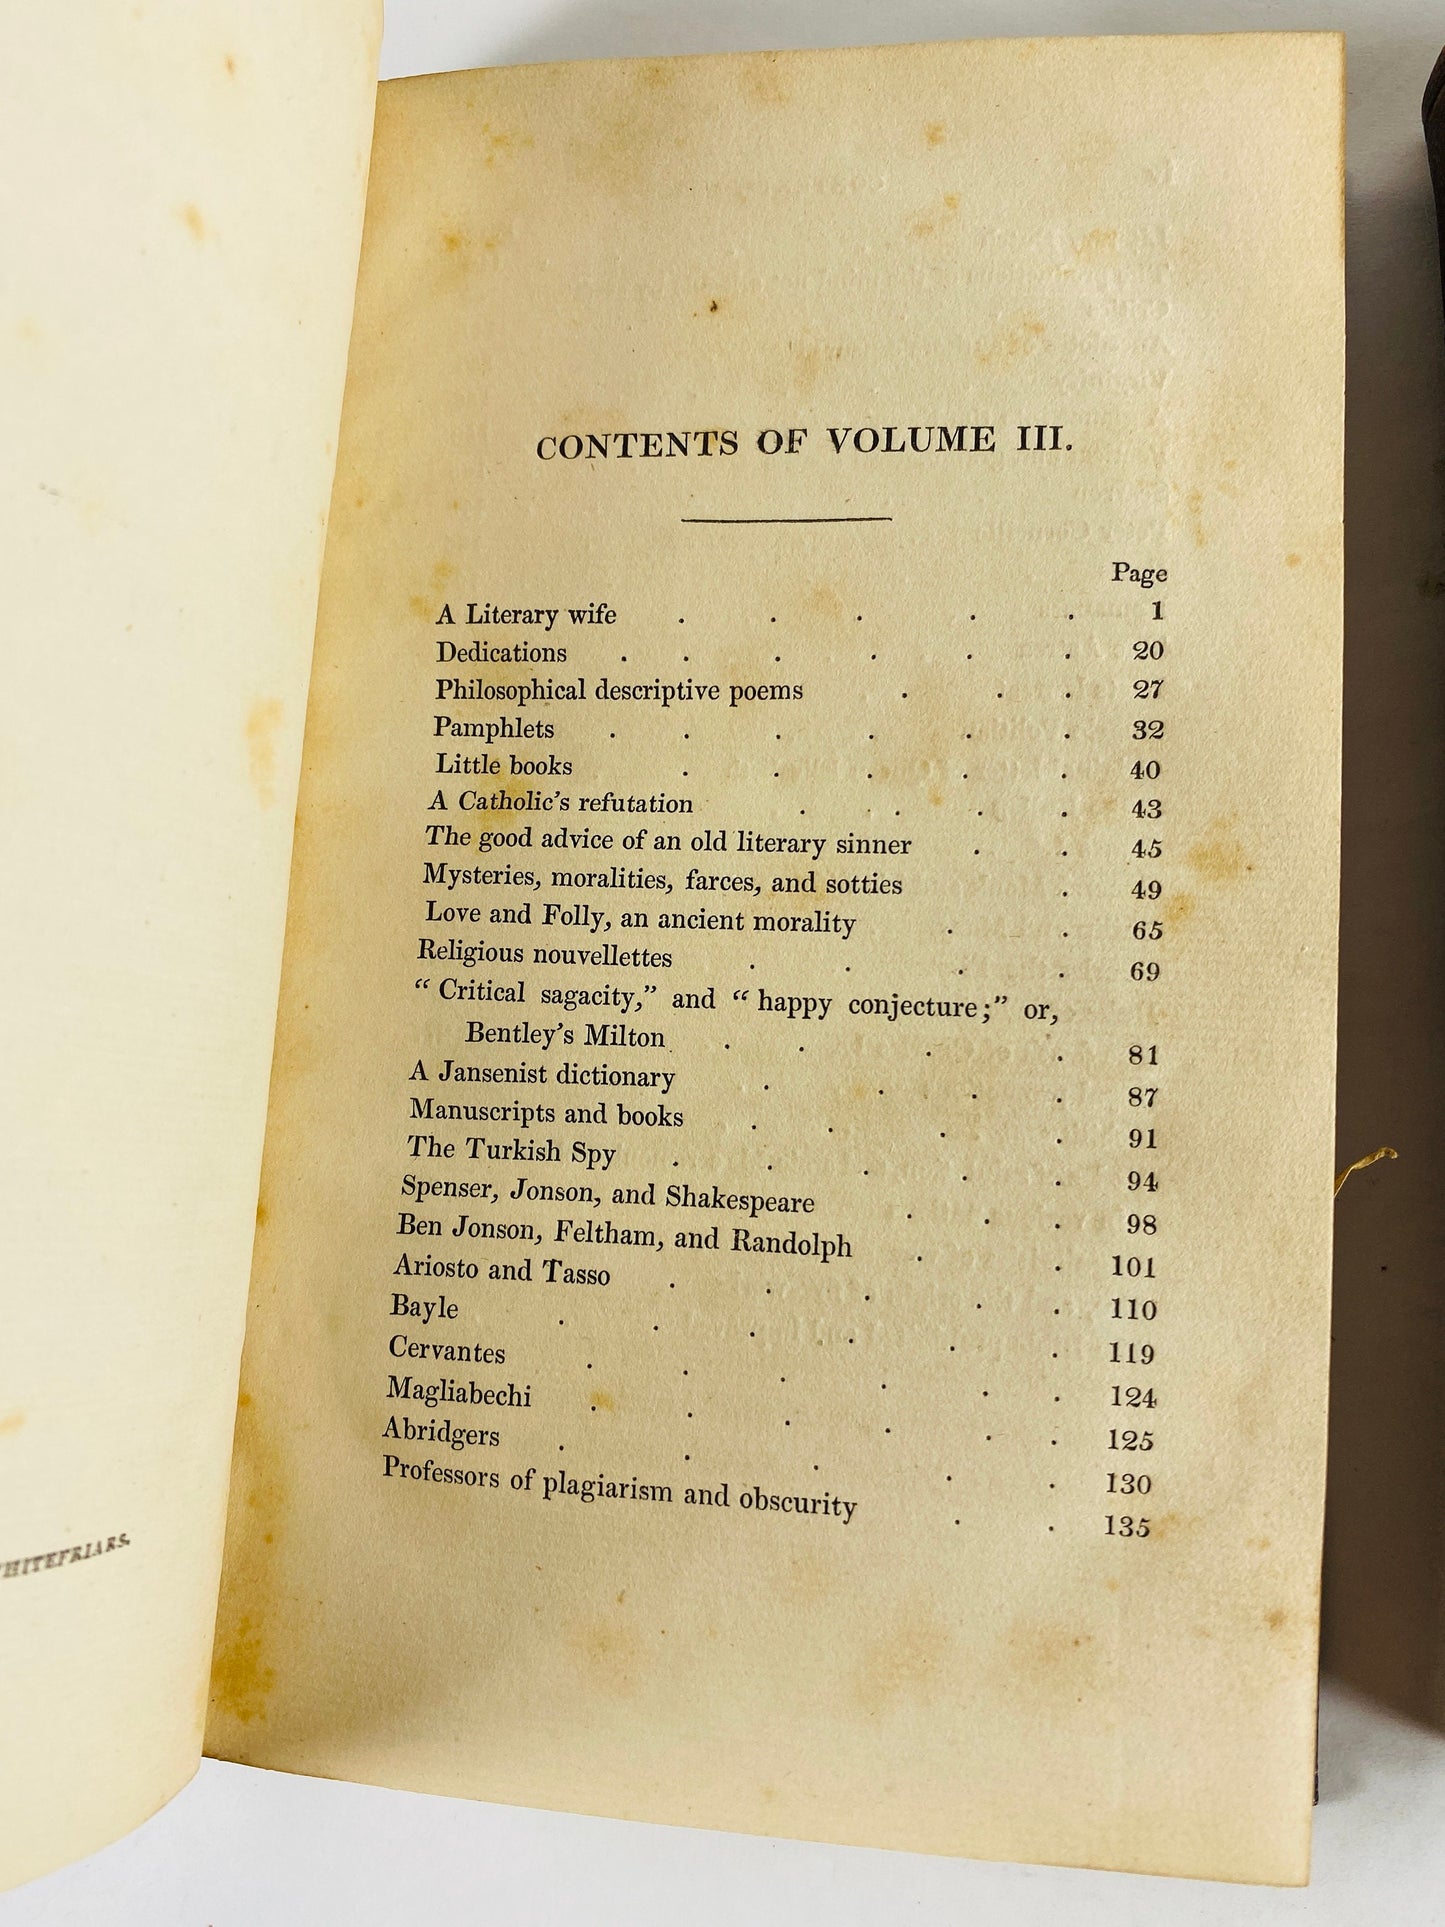 WHITEFRIARS.
CONTENTS OF VOLUME III.
Page
A Literary wife . . . . . 1
Dedications . . . . . . 20
Philosophical descriptive poems . . . 27
Pamphlets . . . . . . 32
Little books . . . . . 40
A Catholic's refutation . . . . 43
The good advice of an old literary sinner . . 45
Mysteries, moralities, farces, and sotties . 49
Love and Folly, an ancient morality . . 65
Religious nouvellettes . . . . 69
“ Critical sagacity,” and “ happy conjecture;” or,
Bentley's Milton . . . . 81
A Jansenist dictionary . . . . 87
Manuscripts and books . . . . 91
The Turkish Spy . . . . . 94
Spenser, Jonson, and Shakespeare . . . 98
Ben Jonson, Feltham, and Randolph . . 101
Ariosto and Tasso . . . . . 110
Bayle . . . . . . 119
Cervantes . . . . . . 124
Magliabechi . . . . . . 125
Abridgers . . . . . 130
Professors of plagiarism and obscurity . . 135